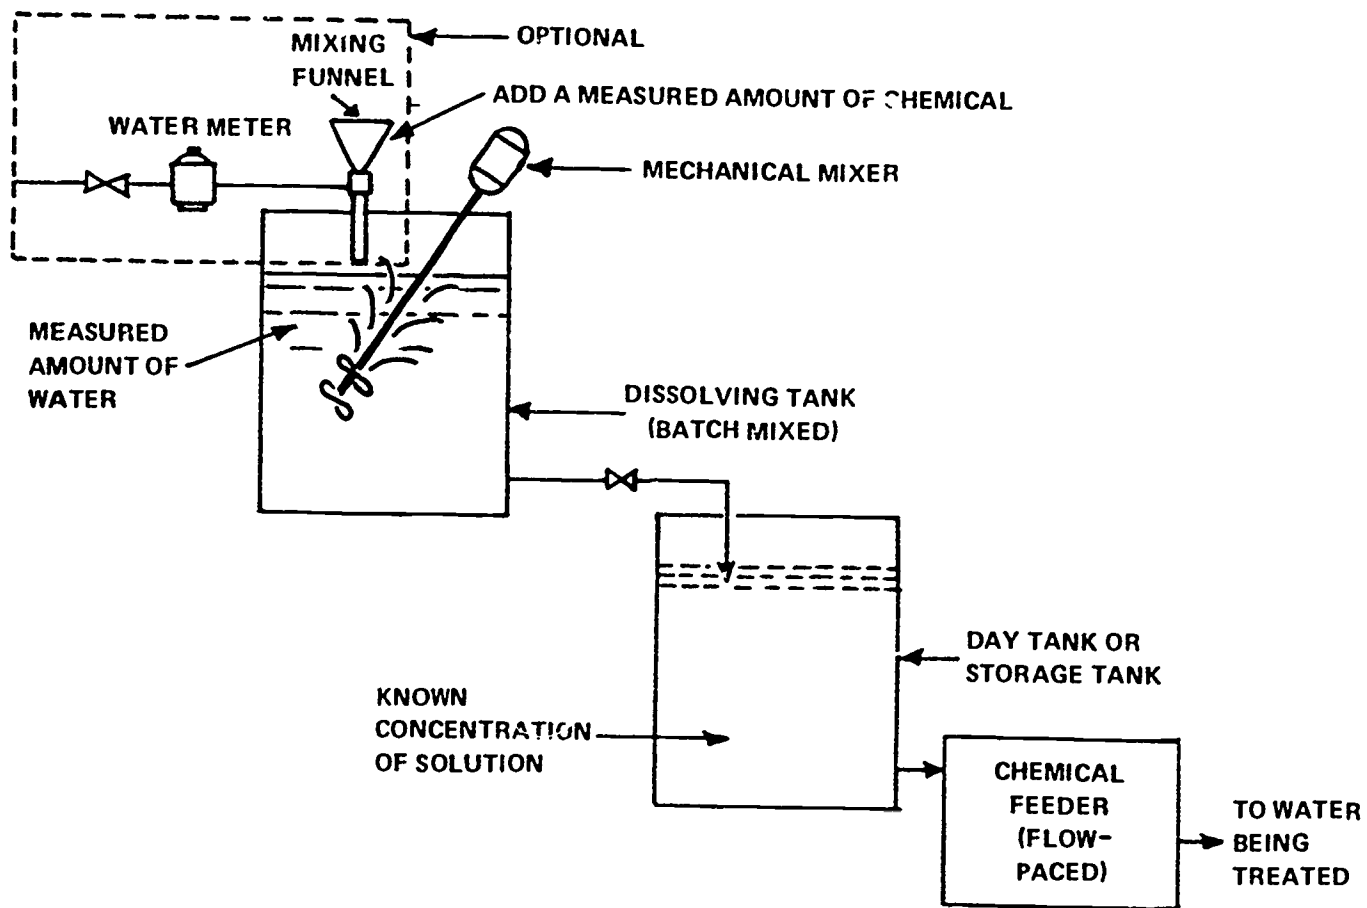 OPTIONAL
MIXING
FUNNEL
ADD A MEASURED AMOUNT OF CHEMICAL
WATER METER
MECHANICAL MIXER
MEASURED
AMOUNT OF
WATER
DISSOLVING TANK
(BATCH MIXED)
DAY TANK OR
STORAGE TANK
KNOWN
CONCENTRATION
OF SOLUTION
CHEMICAL
FEEDER
(FLOW-
PACED)
TO WATER
BEING
TREATED